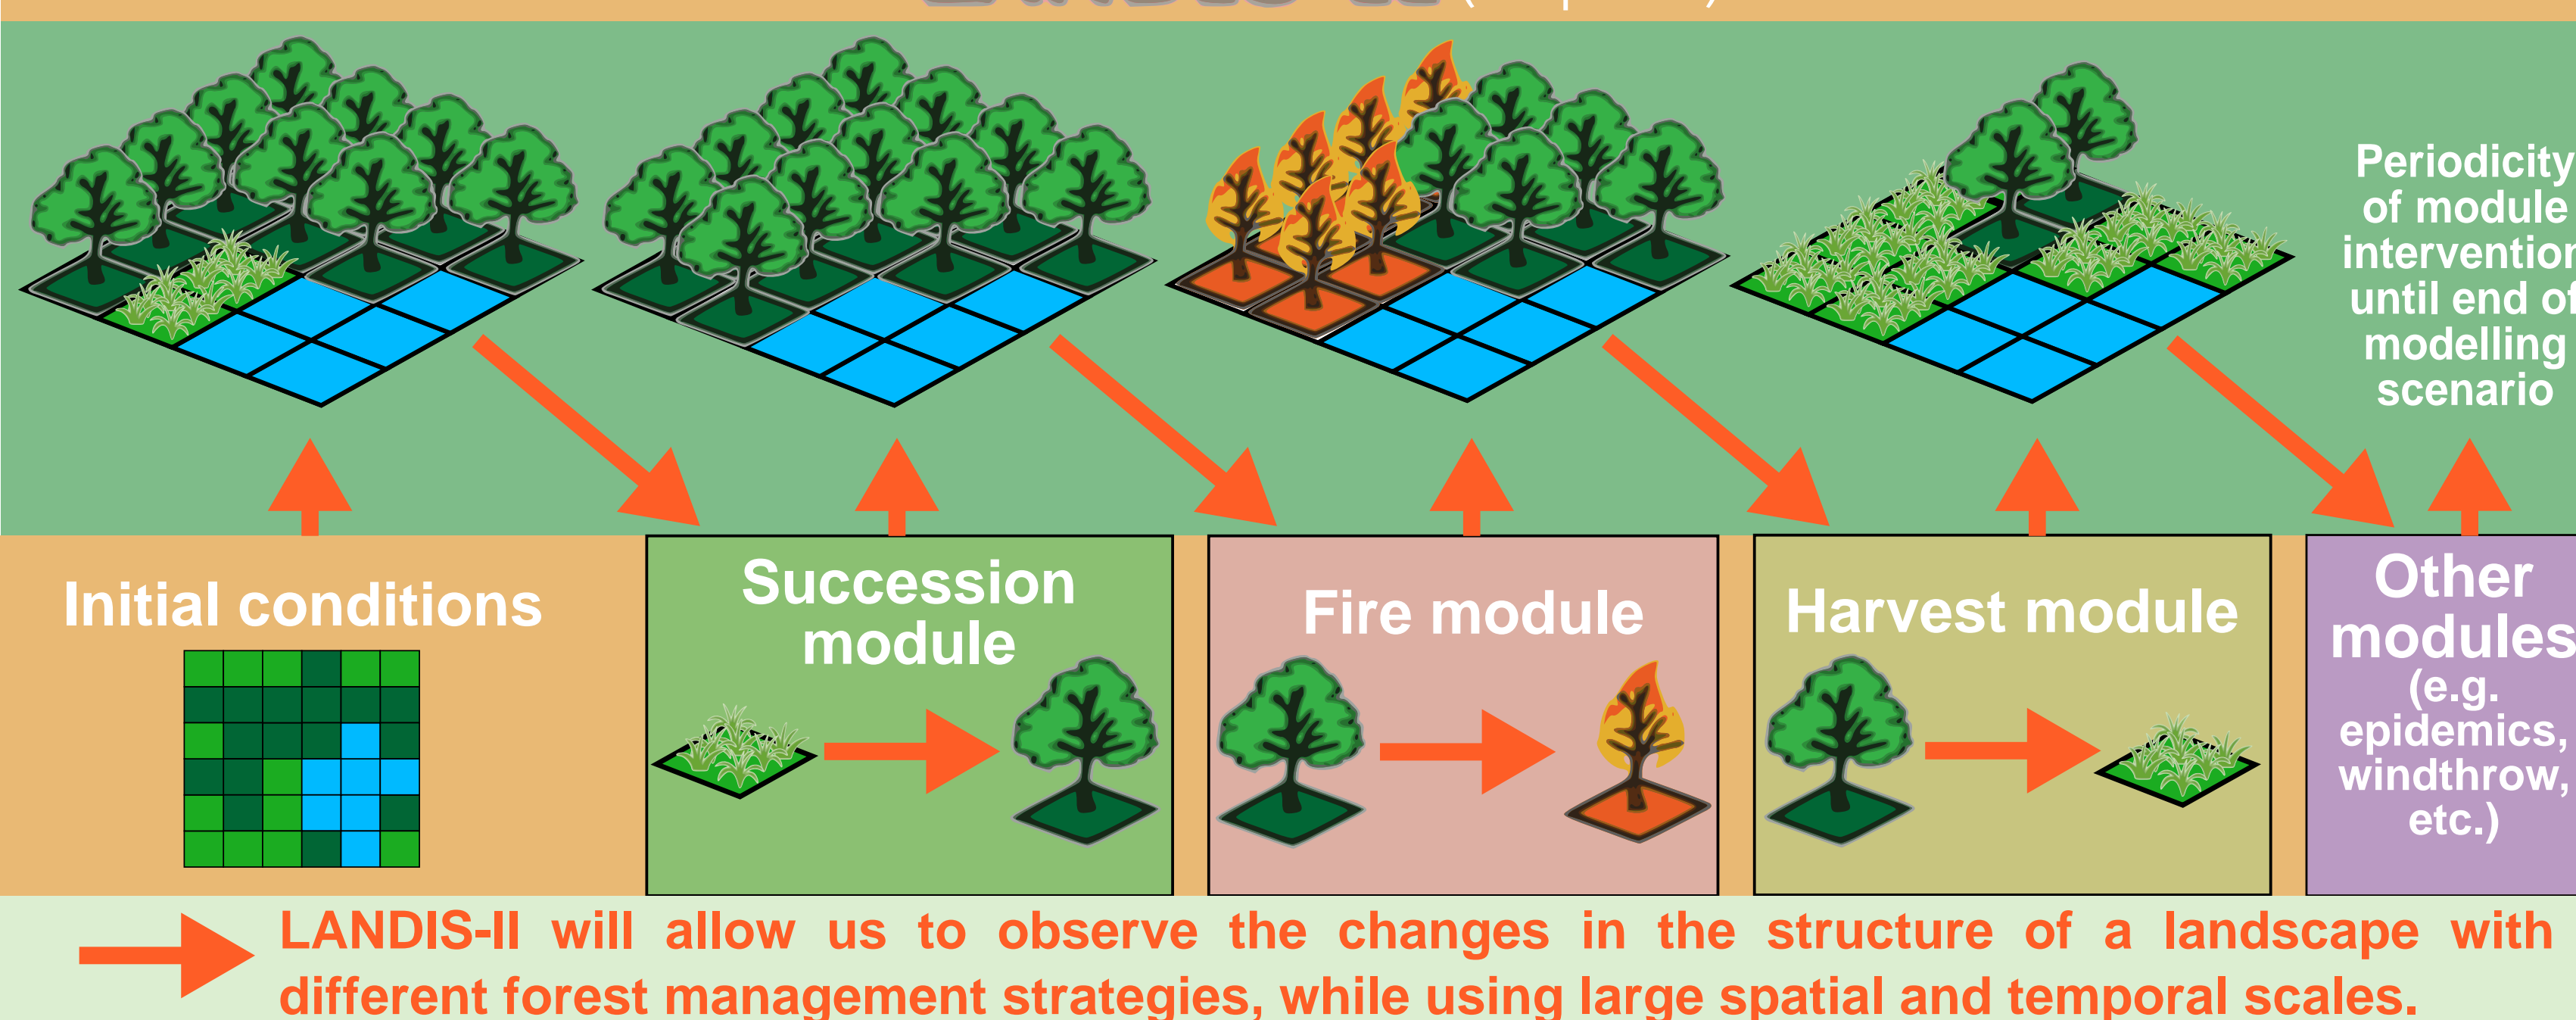 Periodicity
of module
intervention
until end of
modelling
scenario
Initial conditions
Succession
module
Fire module
Harvest module
Other
modules
(e.g.
epidemics,
windthrow,
etc.)
LANDIS-II will allow us to observe the changes in the structure of a landscape with
different forest management strategies, while using large spatial and temporal scales.